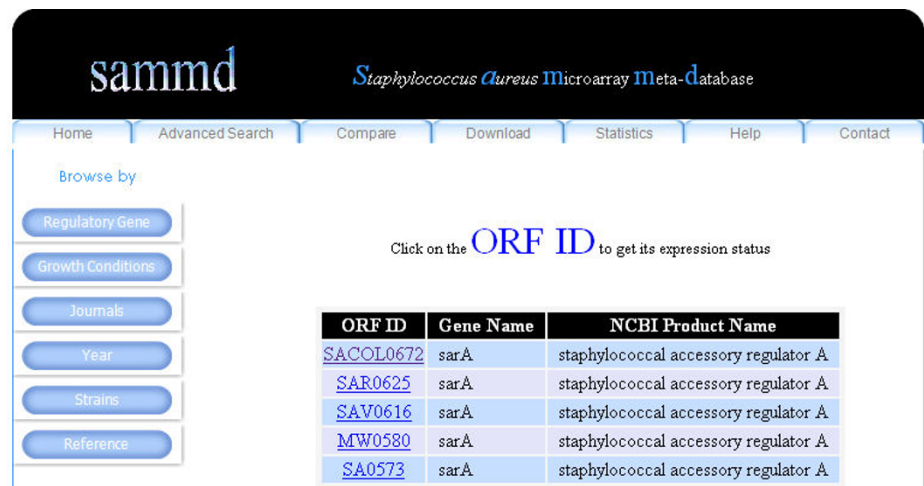 sammd
Staphylococcus aureus microarray meta-database
Home Advanced Search Compare Download Statistics Help Contact
Browse by
Regulatory Gene
Growth Conditions
Journals
Year
Strains
Reference
Click on the ORF ID to get its expression status
ORF ID Gene Name NCBI Product Name
SACOL0672 sarA staphylococcal accessory regulator A
SAR0625 sarA staphylococcal accessory regulator A
SAV0616 sarA staphylococcal accessory regulator A
MW0580 sarA staphylococcal accessory regulator A
SA0573 sarA staphylococcal accessory regulator A